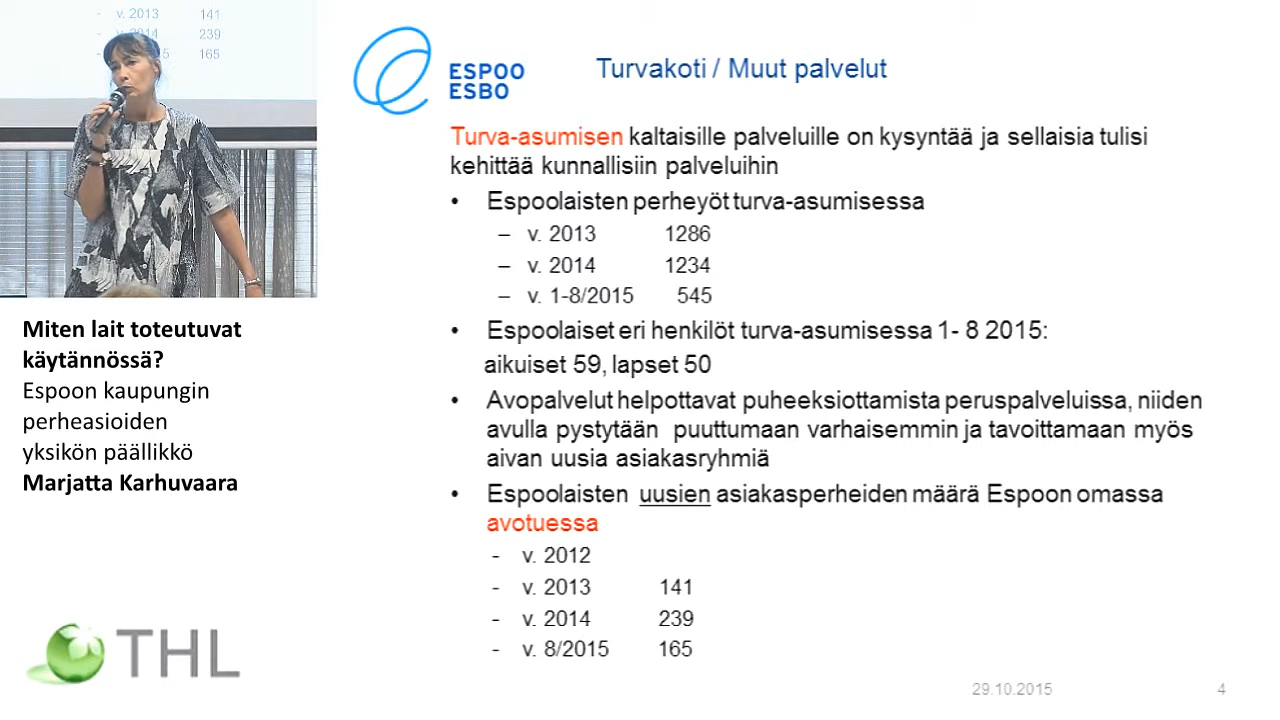 - v. 2013 141
- v. 2014 239
165
ESPOO
ESBO
Turvakoti / Muut palvelut
Turva-asumisen kaltaisille palveluille on kysyntää ja sellaisia tulisi
kehittää kunnallisiin palveluihin
• Espoolaisten perheyöt turva-asumisessa
– v. 2013 1286
– v. 2014 1234
– v. 1-8/2015 545
• Espoolaiset eri henkilöt turva-asumisessa 1- 8 2015:
aikuiset 59, lapset 50
• Avopalvelut helpottavat puheeksiottamista peruspalveluissa, niiden
avulla pystytään puuttumaan varhaisemmin ja tavoittamaan myös
aivan uusia asiakasryhmiä
• Espoolaisten uusien asiakasperheiden määrä Espoon omassa
avotuessa
- v. 2012
- v. 2013 141
- v. 2014 239
- v. 8/2015 165
29.10.2015 4
Miten lait toteutuvat
käytännössä?
Espoon kaupungin
perheasioiden
yksikön päällikkö
Marjatta Karhuvaara
THL